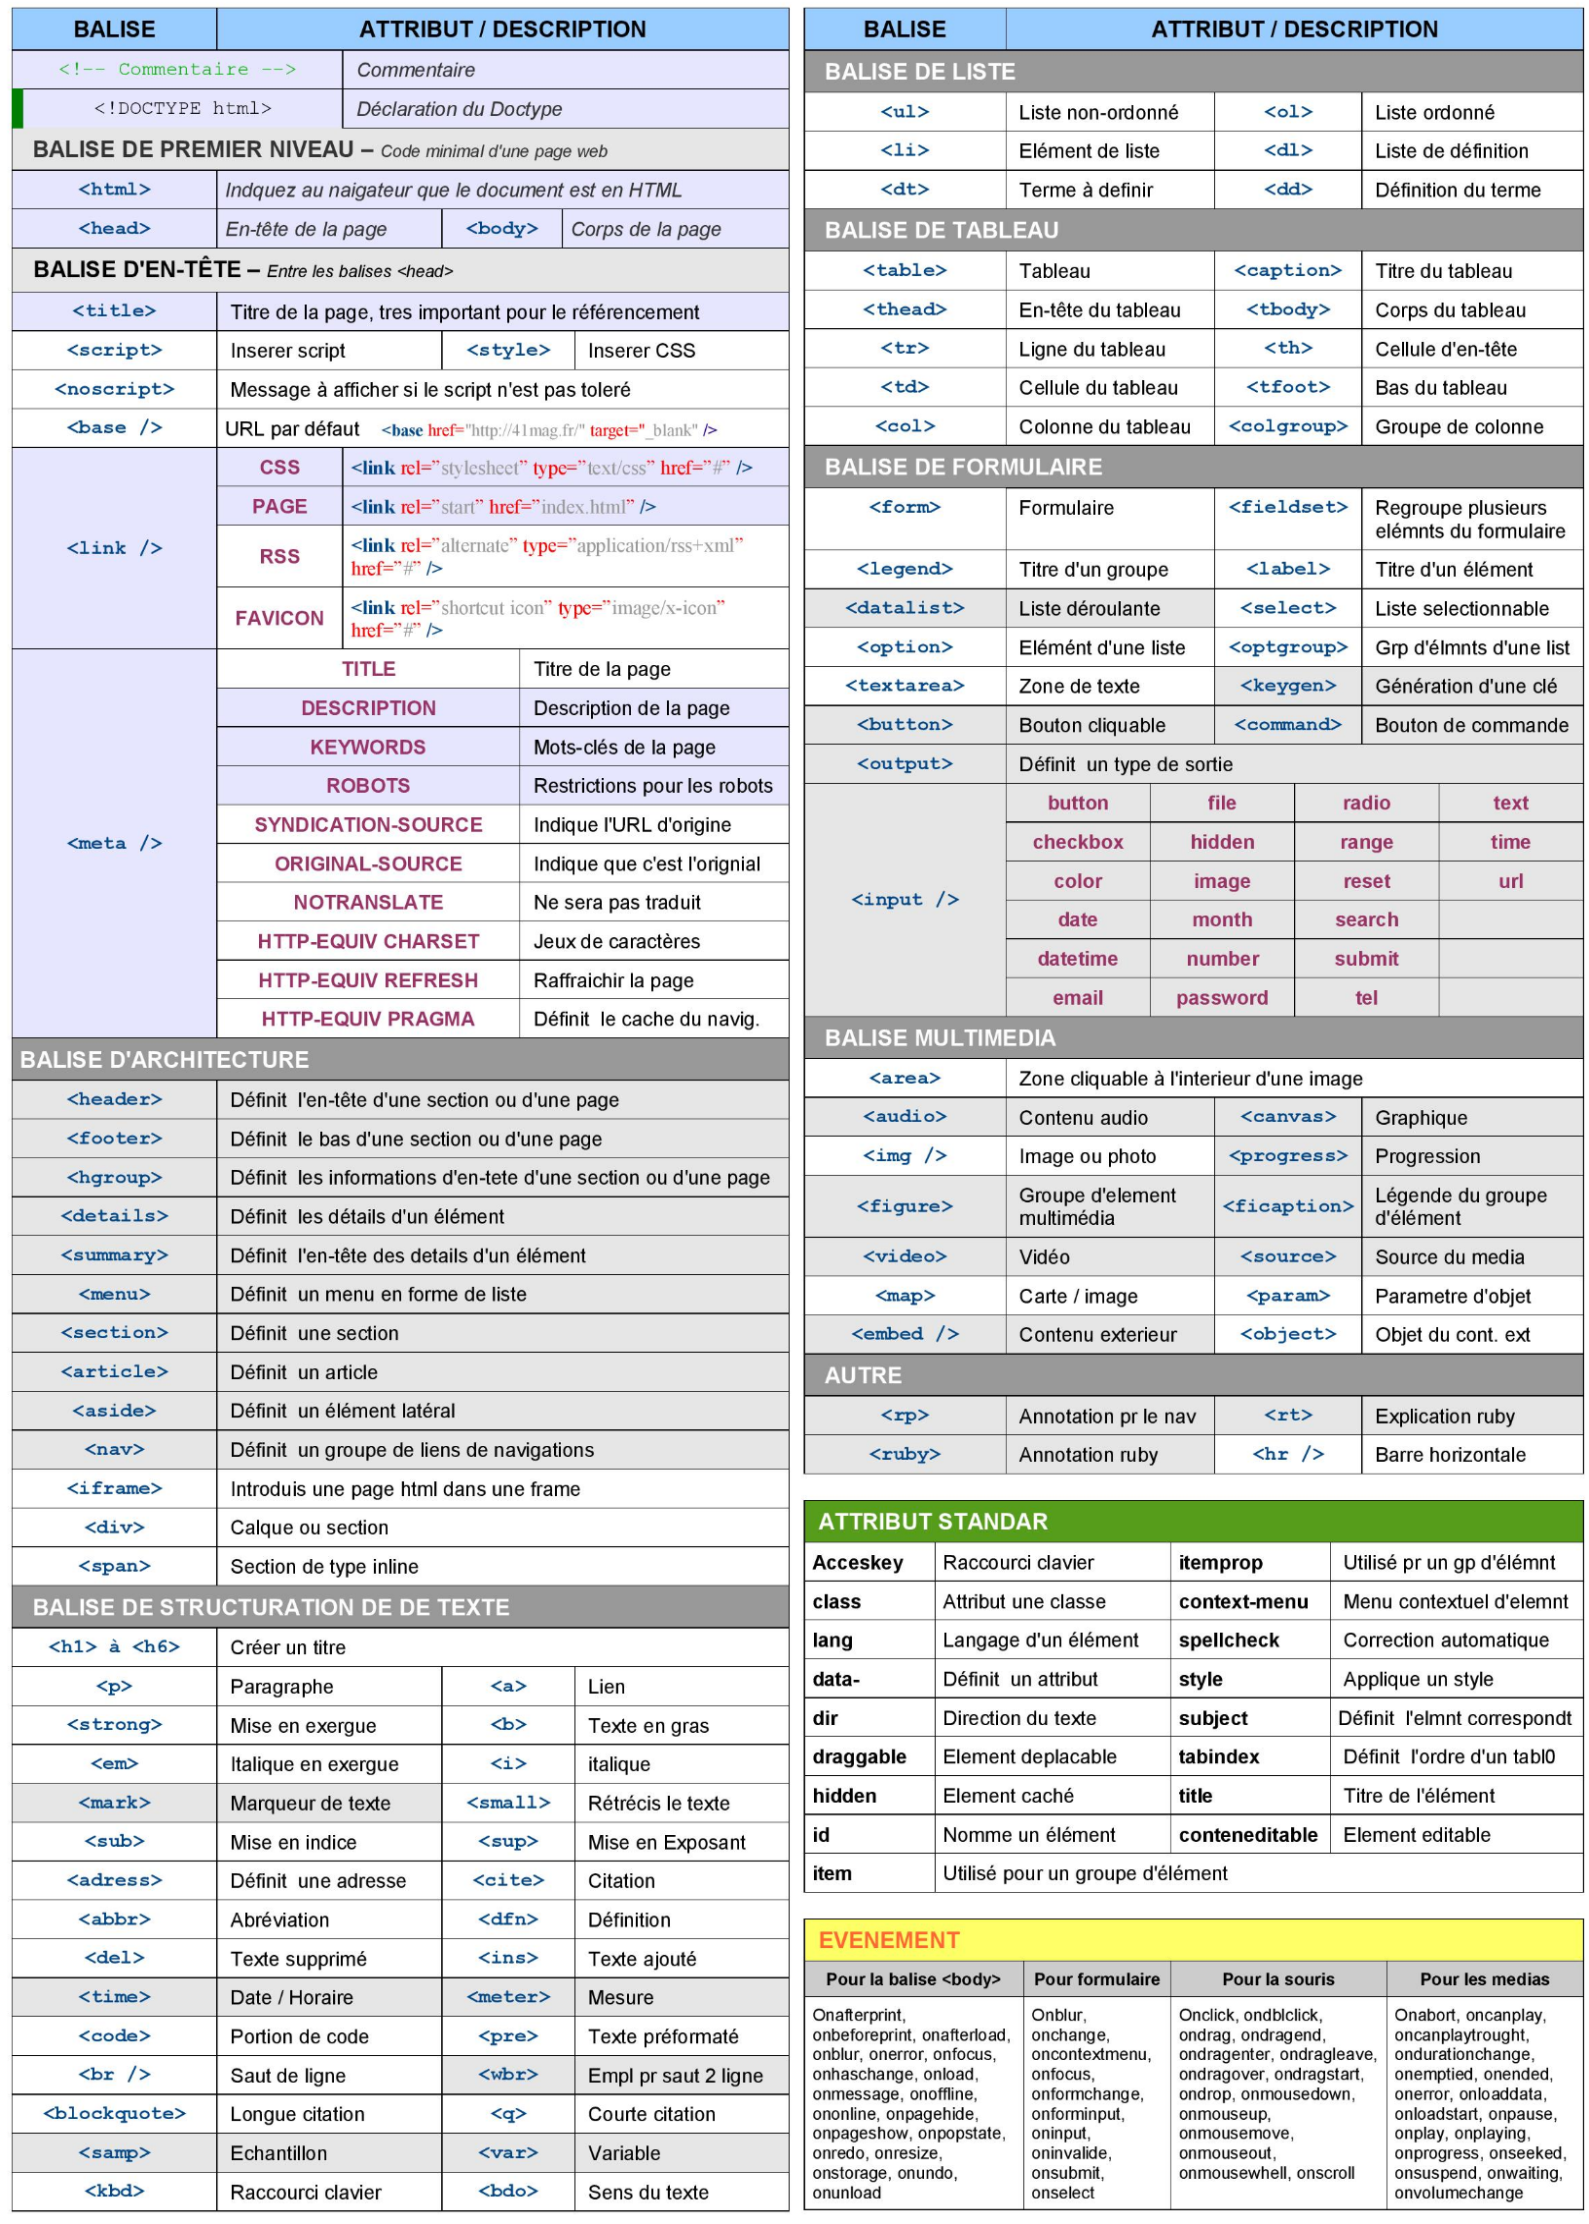 BALISE ATTRIBUT / DESCRIPTION
<!-- Commentaire --> Commentaire
<!DOCTYPE html> Déclaration du Doctype
BALISE DE PREMIER NIVEAU – Code minimal d'une page web
<html> Indquez au naigateur que le document est en HTML
<head> En-tête de la page <body> Corps de la page
BALISE D'EN-TÊTE – Entre les balises <head>
<title> Titre de la page, tres important pour le référencement
<script> Inserer script <style> Inserer CSS
<noscript> Message à afficher si le script n'est pas toleré
<base /> URL par défaut <base href="http://41mag.fr/" target="_blank" />
<link />
CSS <link rel=”stylesheet” type=”text/css” href=”#” />
PAGE <link rel=”start” href=”index.html” />
RSS <link rel=”alternate” type=”application/rss+xml”
href=”#” />
FAVICON <link rel=”shortcut icon” type=”image/x-icon”
href=”#” />
<meta />
TITLE Titre de la page
DESCRIPTION Description de la page
KEYWORDS Mots-clés de la page
ROBOTS Restrictions pour les robots
SYNDICATION-SOURCE Indique l'URL d'origine
ORIGINAL-SOURCE Indique que c'est l'orignial
NOTRANSLATE Ne sera pas traduit
HTTP-EQUIV CHARSET Jeux de caractères
HTTP-EQUIV REFRESH Raffraichir la page
HTTP-EQUIV PRAGMA Définit le cache du navig.
BALISE D'ARCHITECTURE
<header> Définit l'en-tête d'une section ou d'une page
<footer> Définit le bas d'une section ou d'une page
<hgroup> Définit les informations d'en-tete d'une section ou d'une page
<details> Définit les détails d'un élément
<summary> Définit l'en-tête des details d'un élément
<menu> Définit un menu en forme de liste
<section> Définit une section
<article> Définit un article
<aside> Définit un élément latéral
<nav> Définit un groupe de liens de navigations
<iframe> Introduis une page html dans une frame
<div> Calque ou section
<span> Section de type inline
BALISE DE STRUCTURATION DE DE TEXTE
<h1> à <h6> Créer un titre
<p> Paragraphe <a> Lien
<strong> Mise en exergue <b> Texte en gras
<em> Italique en exergue <i> italique
<mark> Marqueur de texte <small> Rétrécis le texte
<sub> Mise en indice <sup> Mise en Exposant
<adress> Définit une adresse <cite> Citation
<abbr> Abréviation <dfn> Définition
<del> Texte supprimé <ins> Texte ajouté
<time> Date / Horaire <meter> Mesure
<code> Portion de code <pre> Texte préformaté
<br /> Saut de ligne <wbr> Empl pr saut 2 ligne
<blockquote> Longue citation <q> Courte citation
<samp> Echantillon <var> Variable
<kbd> Raccourci clavier <bdo> Sens du texte
BALISE ATTRIBUT / DESCRIPTION
BALISE DE LISTE
<ul> Liste non-ordonné <ol> Liste ordonné
<li> Elément de liste <dl> Liste de définition
<dt> Terme à definir <dd> Définition du terme
BALISE DE TABLEAU
<table> Tableau <caption> Titre du tableau
<thead> En-tête du tableau <tbody> Corps du tableau
<tr> Ligne du tableau <th> Cellule d'en-tête
<td> Cellule du tableau <tfoot> Bas du tableau
<col> Colonne du tableau <colgroup> Groupe de colonne
BALISE DE FORMULAIRE
<form> Formulaire <fieldset> Regroupe plusieurs
elémnts du formulaire
<legend> Titre d'un groupe <label> Titre d'un élément
<datalist> Liste déroulante <select> Liste selectionnable
<option> Elémént d'une liste <optgroup> Grp d'élmnts d'une list
<textarea> Zone de texte <keygen> Génération d'une clé
<button> Bouton cliquable <command> Bouton de commande
<output> Définit un type de sortie
<input />
button file radio text
checkbox hidden range time
color image reset url
date month search
datetime number submit
email password tel
BALISE MULTIMEDIA
<area> Zone cliquable à l'interieur d'une image
<audio> Contenu audio <canvas> Graphique
<img /> Image ou photo <progress> Progression
<figure> Groupe d'element <ficaption> Légende du groupe
multimédia d'élément
<video> Vidéo <source> Source du media
<map> Carte / image <param> Parametre d'objet
<embed /> Contenu exterieur <object> Objet du cont. ext
AUTRE
<rp> Annotation pr le nav <rt> Explication ruby
<ruby> Annotation ruby <hr /> Barre horizontale
ATTRIBUT STANDAR
Acceskey Raccourci clavier itemprop Utilisé pr un gp d'élémnt
class Attribut une classe context-menu Menu contextuel d'elemnt
lang Langage d'un élément spellcheck Correction automatique
data- Définit un attribut style Applique un style
dir Direction du texte subject Définit l'elmnt correspondt
draggable Element deplacable tabindex Définit l'ordre d'un tabl0
hidden Element caché title Titre de l'élément
id Nomme un élément conteneditable Element editable
item Utilisé pour un groupe d'élément
EVENEMENT
Pour la balise <body> Pour formulaire Pour la souris Pour les medias
Onafterprint,
onbeforeprint, onafterload,
onblur, onerror, onfocus,
onhaschange, onload,
onmessage, onoffline,
ononline, onpagehide,
onpageshow, onpopstate,
onredo, onresize,
onstorage, onundo,
onunload
Onblur,
onchange,
oncontextmenu,
onfocus,
onformchange,
onforminput,
oninput,
oninvalide,
onsubmit,
onselect
Onclick, ondblclick,
ondrag, ondragend,
ondragenter, ondragleave,
ondragover, ondragstart,
ondrop, onmousedown,
onmouseup,
onmousemove,
onmouseout,
onmousewhell, onscroll
Onabort, oncanplay,
oncanplaytrought,
ondurationchange,
onemptied, onended,
onerror, onloaddata,
onloadstart, onpause,
onplay, onplaying,
onprogress, onseeked,
onsuspend, onwaiting,
onvolumechange